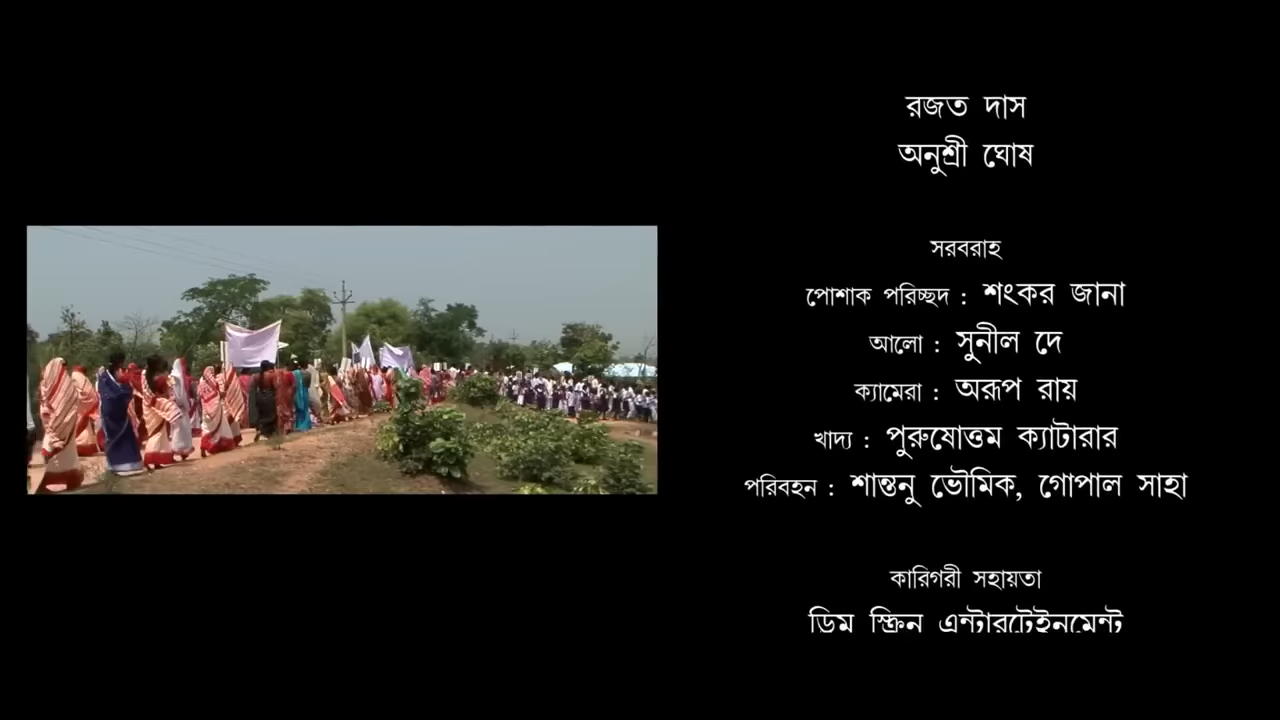 রজত দাস
অনুশ্রী ঘোষ
সরবরাহ
পোশাক পরিচ্ছদ : শংকর জানা
আলো : সুনীল দে
ক্যামেরা : অরূপ রায়
খাদ্য : পুরুষোত্তম ক্যাটারার
পরিবহন : শান্তনু ভৌমিক, গোপাল সাহা
কারিগরী সহায়তা
ডিম স্ক্রিন এন্টারটেইনমেন্ট